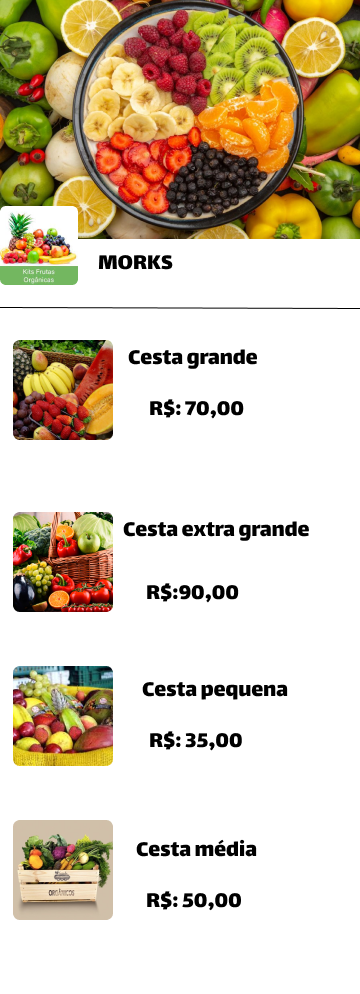 Kits Frutas
Orgânicas
MORKS
Cesta grande
R$: 70,00
Cesta extra grande
R$:90,00
Cesta pequena
R$: 35,00
Cesta média
R$: 50,00
ORGÂNICOS